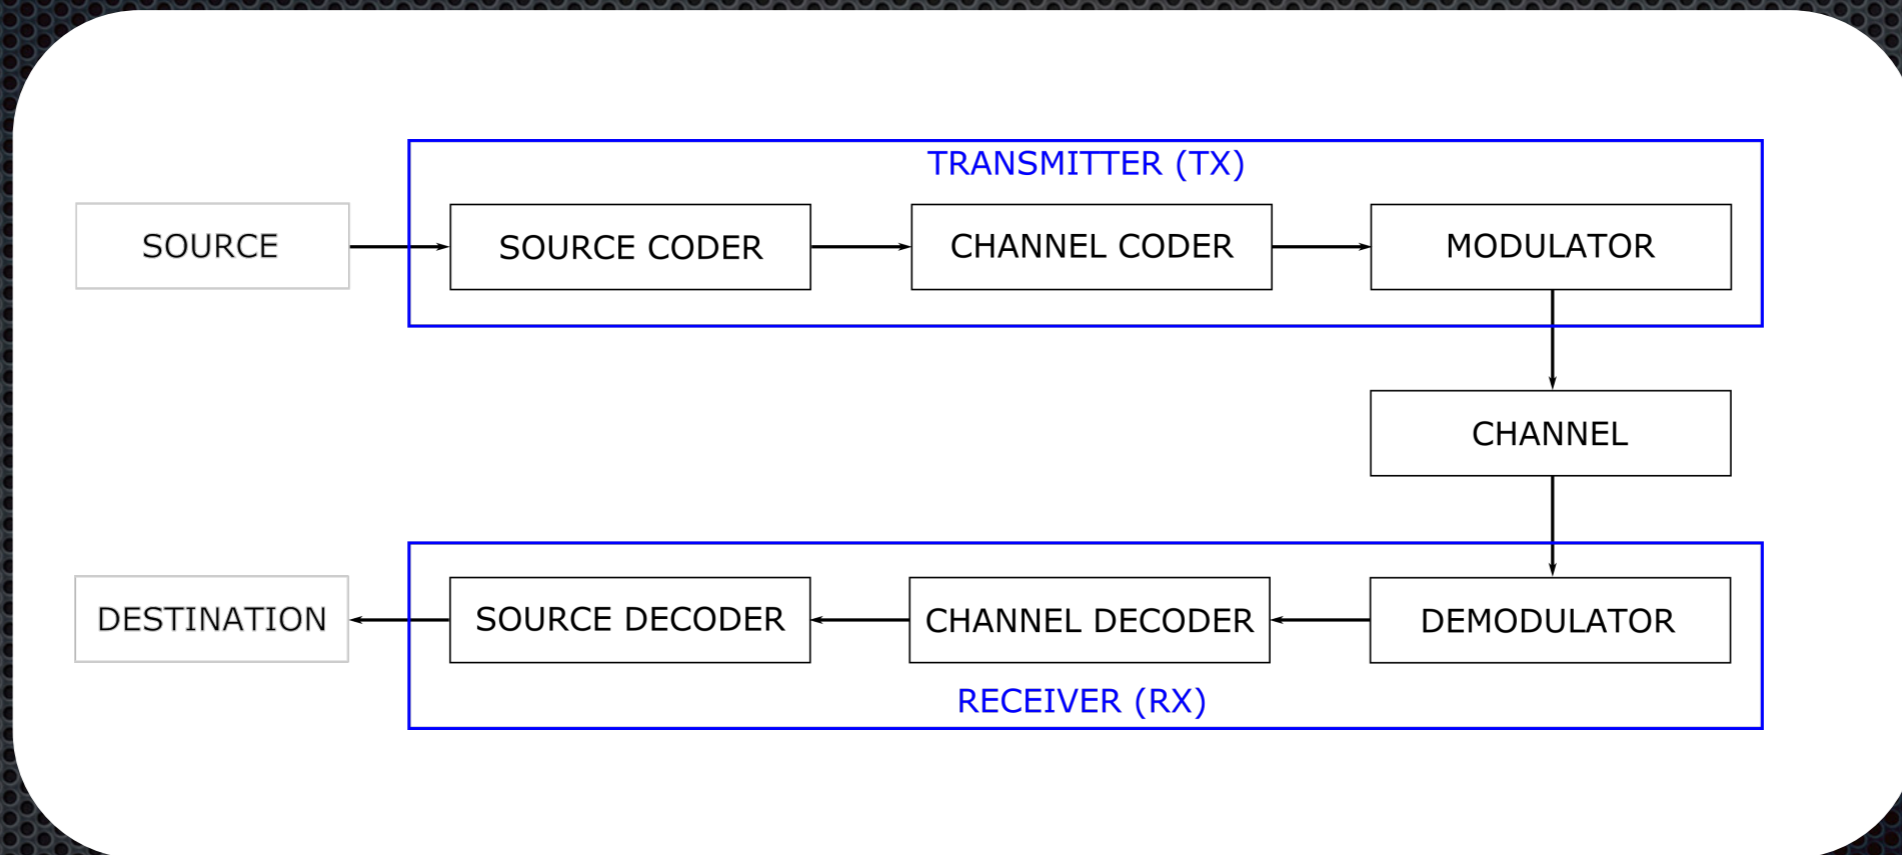 TRANSMITTER (TX)
SOURCE
SOURCE CODER
CHANNEL CODER
MODULATOR
CHANNEL
DESTINATION
SOURCE DECODER
CHANNEL DECODER
DEMODULATOR
RECEIVER (RX)